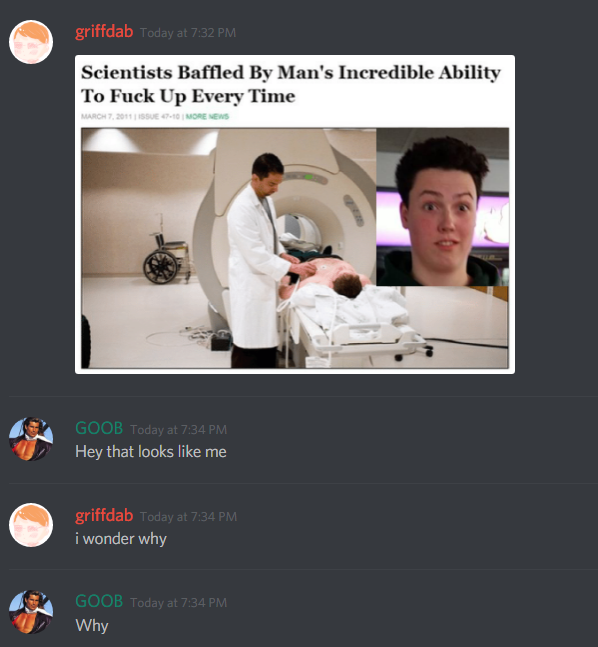 griffdab Today at 7:32 PM
Scientists Baffled By Man's Incredible Ability
To Fuck Up Every Time
MARCH 7, 2011 | ISSUE 47-10 | MORE NEWS
GOOB Today at 7:34 PM
Hey that looks like me
griffdab Today at 7:34 PM
i wonder why
GOOB Today at 7:34 PM
Why